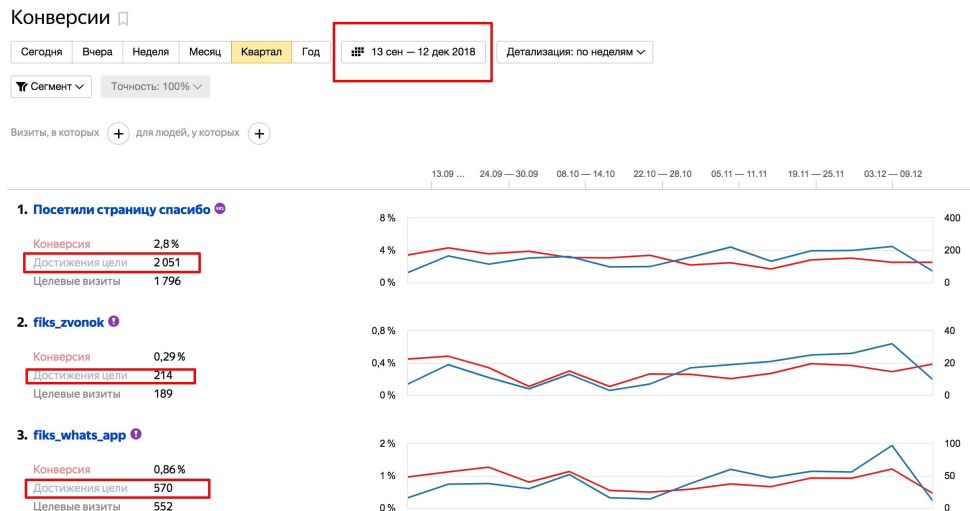 Конверсии
Сегодня Вчера Неделя Месяц Квартал Год 13 сен — 12 дек 2018 Детализация: по неделям
Сегмент Точность: 100%
Визиты, в которых + для людей, у которых +
13.09 ... 24.09 — 30.09 08.10 — 14.10 22.10 — 28.10 05.11 — 11.11 19.11 — 25.11 03.12 — 09.12
1. Посетили страницу спасибо URL
8 % 400
Конверсия 2,8 %
4 % 200
Достижения цели 2 051
Целевые визиты 1 796
0 % 0
2. fiks_zvonok
0,8 % 40
Конверсия 0,29 %
0,4 % 20
Достижения цели 214
Целевые визиты 189
0 % 0
3. fiks_whats_app
2 % 100
Конверсия 0,86 %
1 % 50
Достижения цели 570
Целевые визиты 552
0 % 0